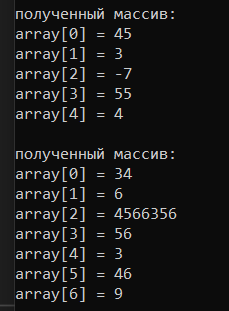 полученный массив:
array[0] = 45
array[1] = 3
array[2] = -7
array[3] = 55
array[4] = 4
полученный массив:
array[0] = 34
array[1] = 6
array[2] = 4566356
array[3] = 56
array[4] = 3
array[5] = 46
array[6] = 9